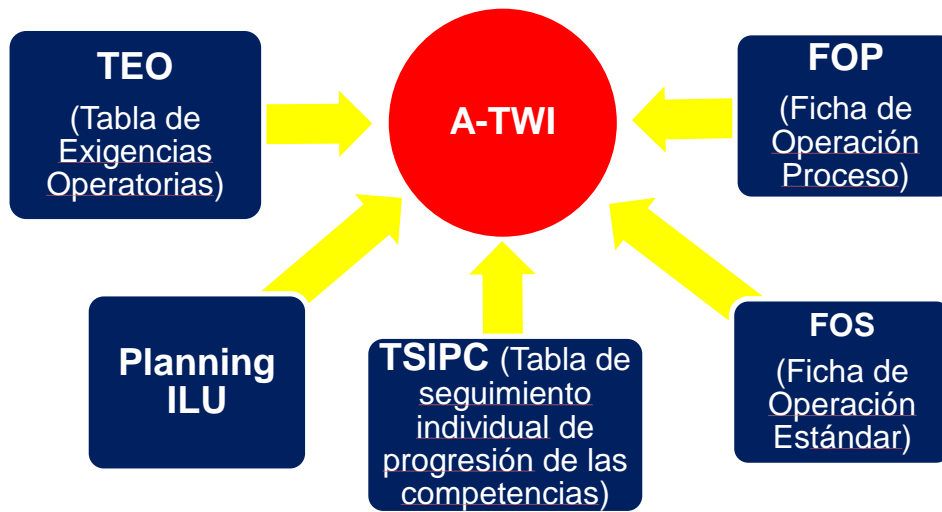 TEO
(Tabla de
Exigencias
Operatorias)
A-TWI
FOP
(Ficha de
Operación
Proceso)
Planning
ILU
TSIPC (Tabla de
seguimiento
individual de
progresión de las
competencias)
FOS
(Ficha de
Operación
Estándar)